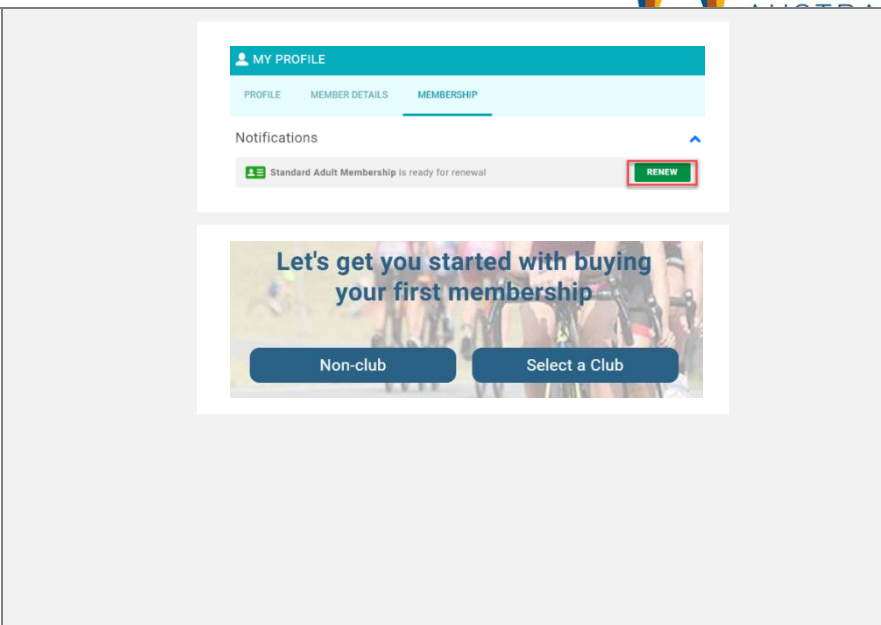 MY PROFILE
PROFILE MEMBER DETAILS MEMBERSHIP
Notifications
Standard Adult Membership is ready for renewal RENEW
Let's get you started with buying
your first membership
Non-club Select a Club